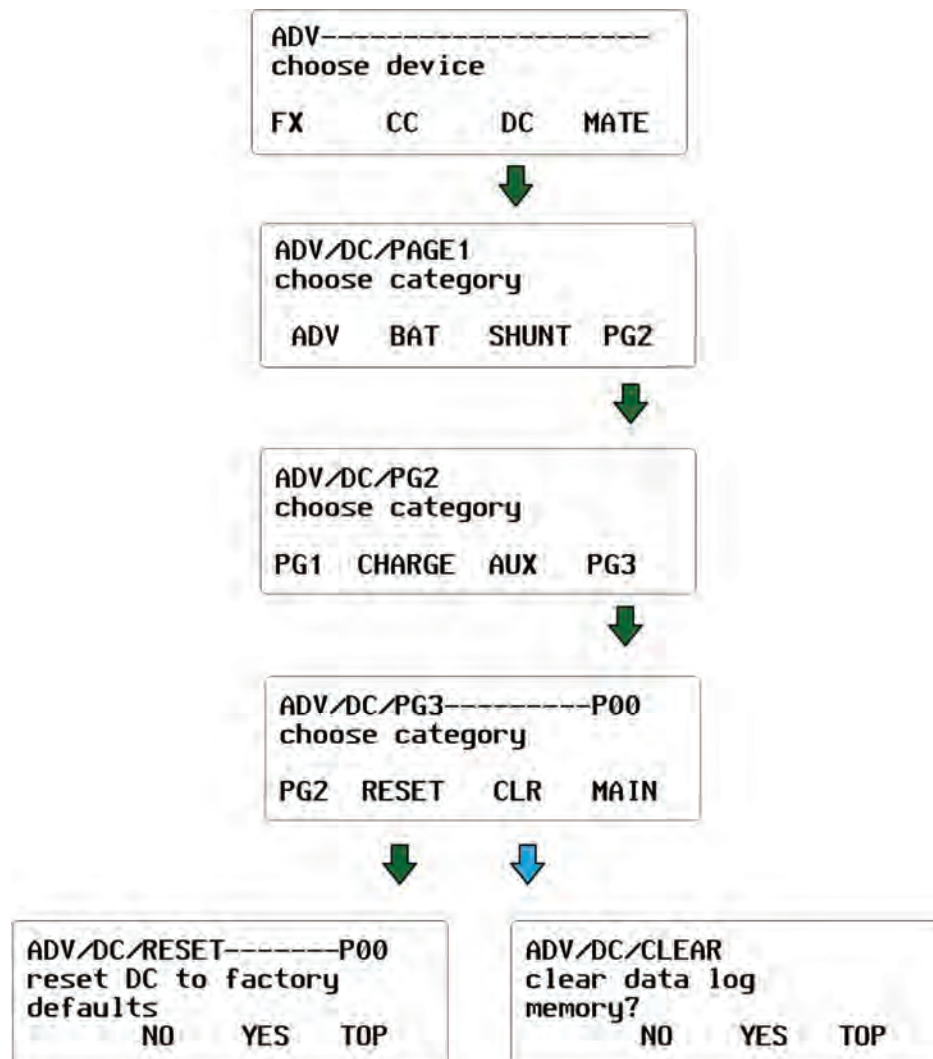 ADV---------------------
choose device
FX CC DC MATE
ADV/DC/PAGE1
choose category
ADV BAT SHUNT PG2
ADV/DC/PG2
choose category
PG1 CHARGE AUX PG3
ADV/DC/PG3---------P00
choose category
PG2 RESET CLR MAIN
ADV/DC/RESET-------P00
reset DC to factory
defaults
NO YES TOP
ADV/DC/CLEAR
clear data log
memory?
NO YES TOP